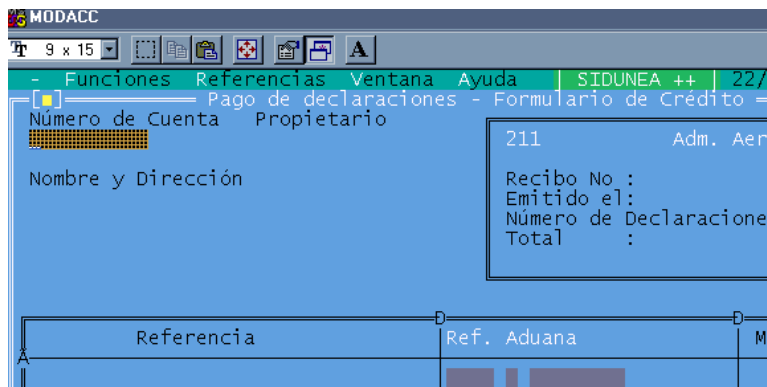 MODACC
Tr 9 x 15 A
- Funciones Referencias Ventana Ayuda | SIDUNEA ++ | 22/
Pago de declaraciones - Formulario de Crédito
Número de Cuenta Propietario
211 Adm. Aer
Nombre y Dirección
Recibo No :
Emitido el:
Número de Declaracione
Total :
Referencia Ref. Aduana M